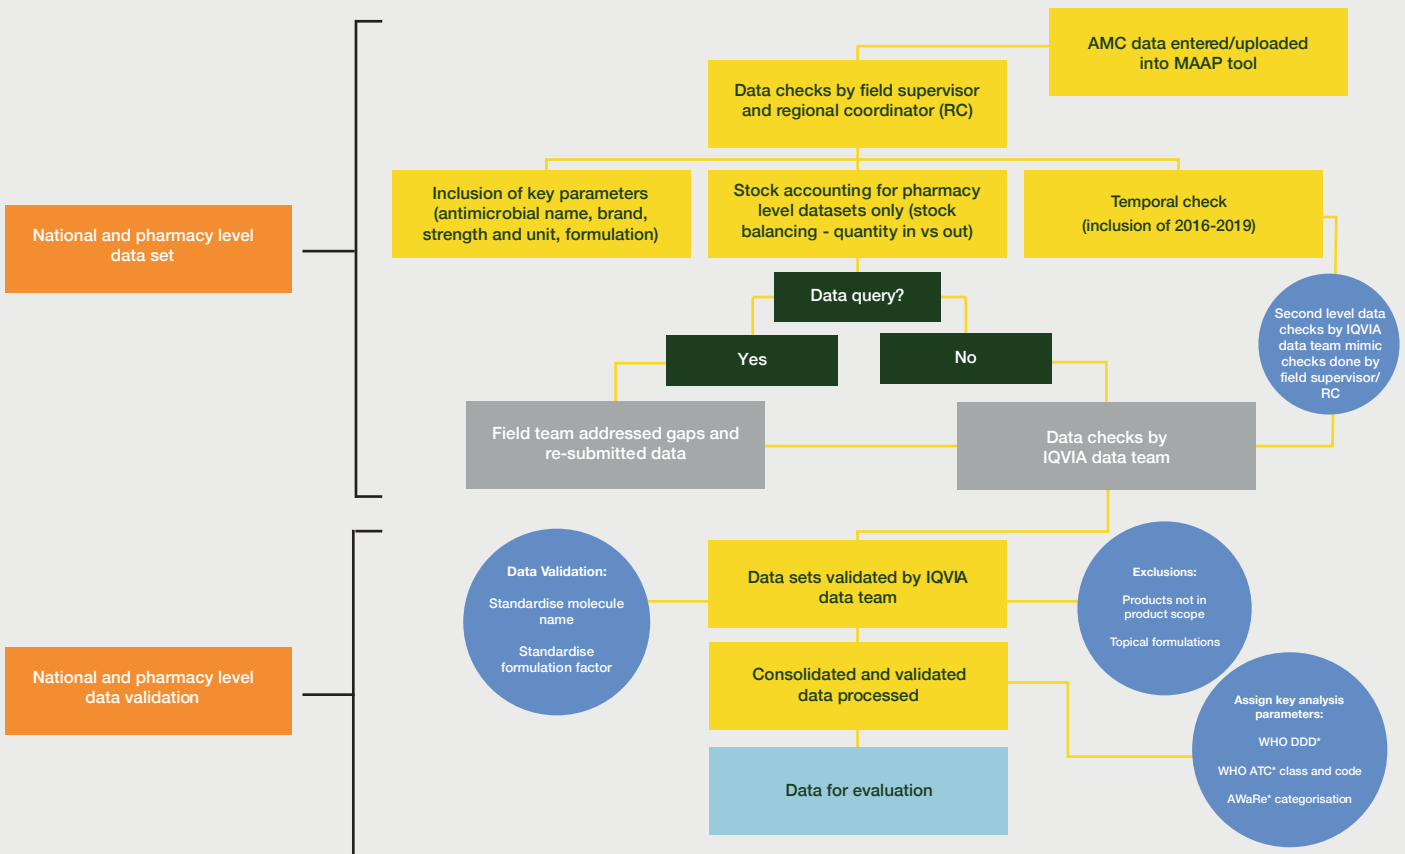 AMC data entered/uploaded
into MAAP tool
Data checks by field supervisor
and regional coordinator (RC)
Inclusion of key parameters
(antimicrobial name, brand,
strength and unit, formulation)
Stock accounting for pharmacy
level datasets only (stock
balancing - quantity in vs out)
Temporal check
(inclusion of 2016-2019)
National and pharmacy level
data set
Data query?
Yes
No
Second level data
checks by IQVIA
data team mimic
checks done by
field supervisor/
RC
Field team addressed gaps and
re-submitted data
Data checks by
IQVIA data team
Data Validation:
Standardise molecule
name
Standardise
formulation factor
Data sets validated by IQVIA
data team
Exclusions:
Products not in
product scope
Topical formulations
National and pharmacy level
data validation
Consolidated and validated
data processed
Assign key analysis
parameters:
WHO DDD*
WHO ATC* class and code
AWaRe* categorisation
Data for evaluation